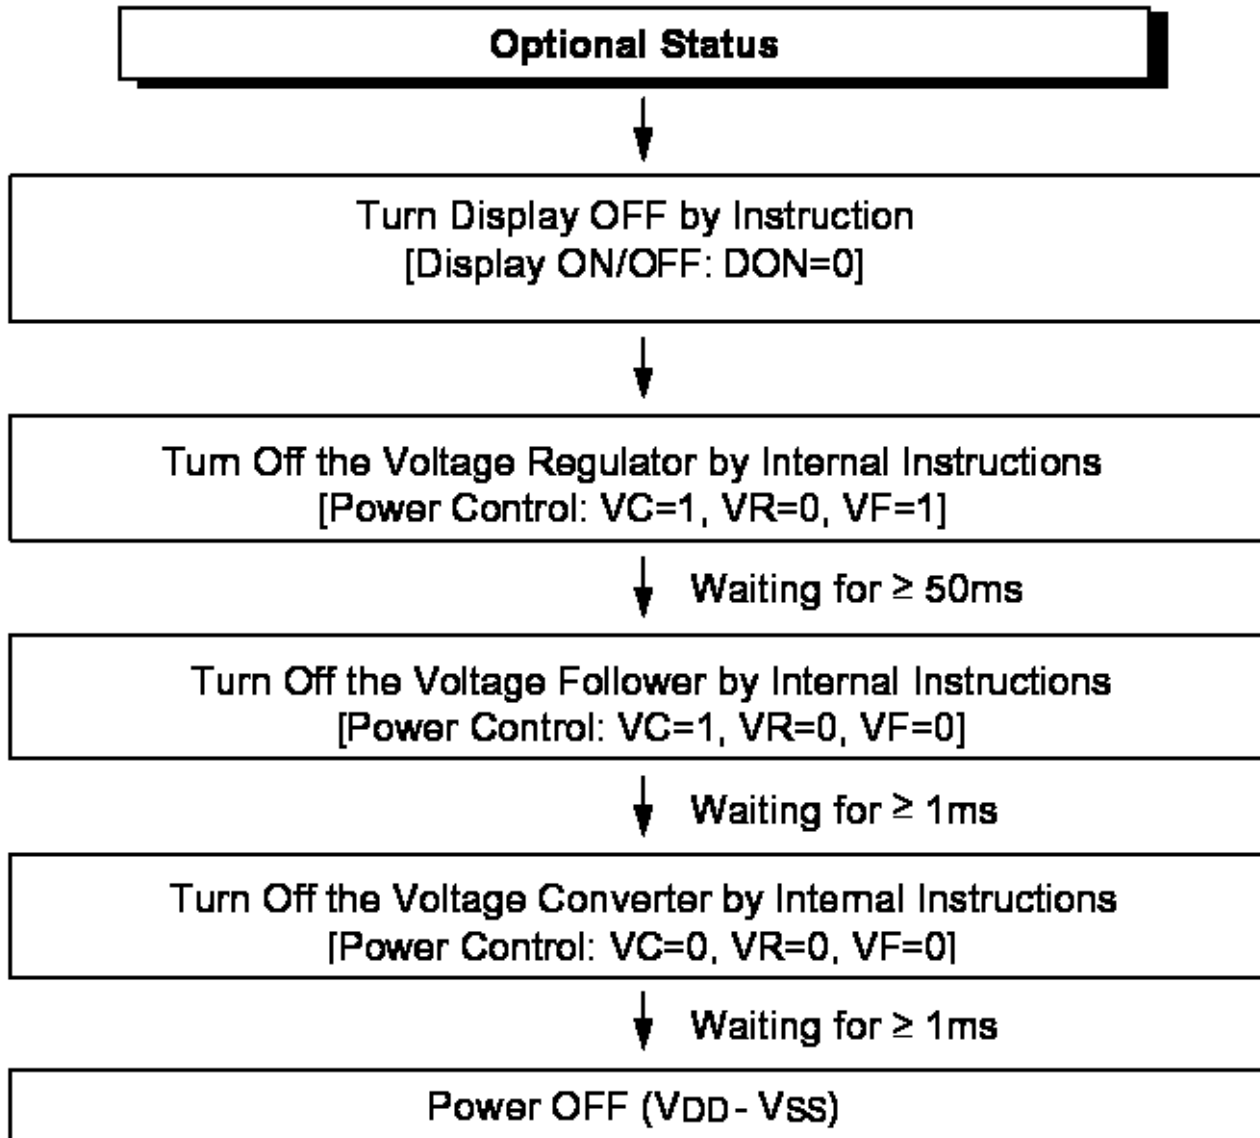 Optional Status
Turn Display OFF by Instruction
[Display ON/OFF: DON=0]
Turn Off the Voltage Regulator by Internal Instructions
[Power Control: VC=1, VR=0, VF=1]
Waiting for ≥ 50ms
Turn Off the Voltage Follower by Internal Instructions
[Power Control: VC=1, VR=0, VF=0]
Waiting for ≥ 1ms
Turn Off the Voltage Converter by Internal Instructions
[Power Control: VC=0, VR=0, VF=0]
Waiting for ≥ 1ms
Power OFF (VDD - VSS)